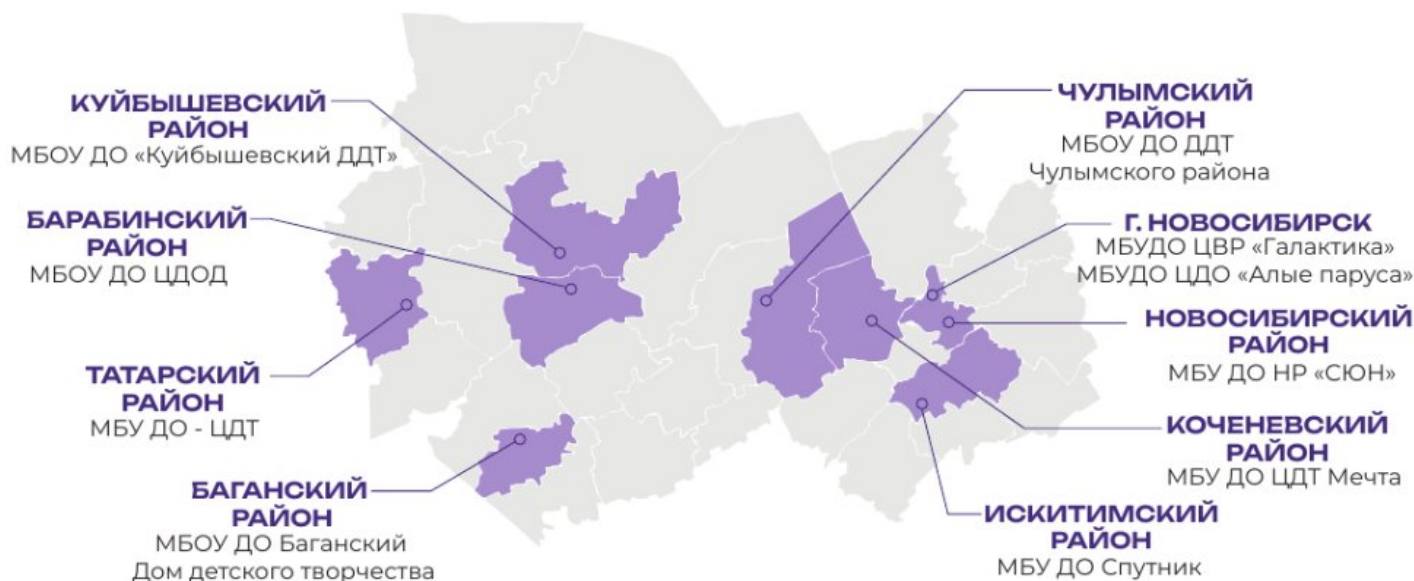 КУЙБЫШЕВСКИЙ
РАЙОН
МБОУ ДО «Куйбышевский ДДТ»
БАРАБИНСКИЙ
РАЙОН
МБОУ ДО ЦДОД
ТАТАРСКИЙ
РАЙОН
МБУ ДО - ЦДТ
БАГАНСКИЙ
РАЙОН
МБОУ ДО Баганский
Дом детского творчества
ЧУЛЫМСКИЙ
РАЙОН
МБОУ ДО ДДТ
Чулымского района
Г. НОВОСИБИРСК
МБУДО ЦВР «Галактика»
МБУДО ЦДО «Алые паруса»
НОВОСИБИРСКИЙ
РАЙОН
МБУ ДО НР «СЮН»
КОЧЕНЕВСКИЙ
РАЙОН
МБУ ДО ЦДТ Мечта
ИСКИТИМСКИЙ
РАЙОН
МБУ ДО Спутник